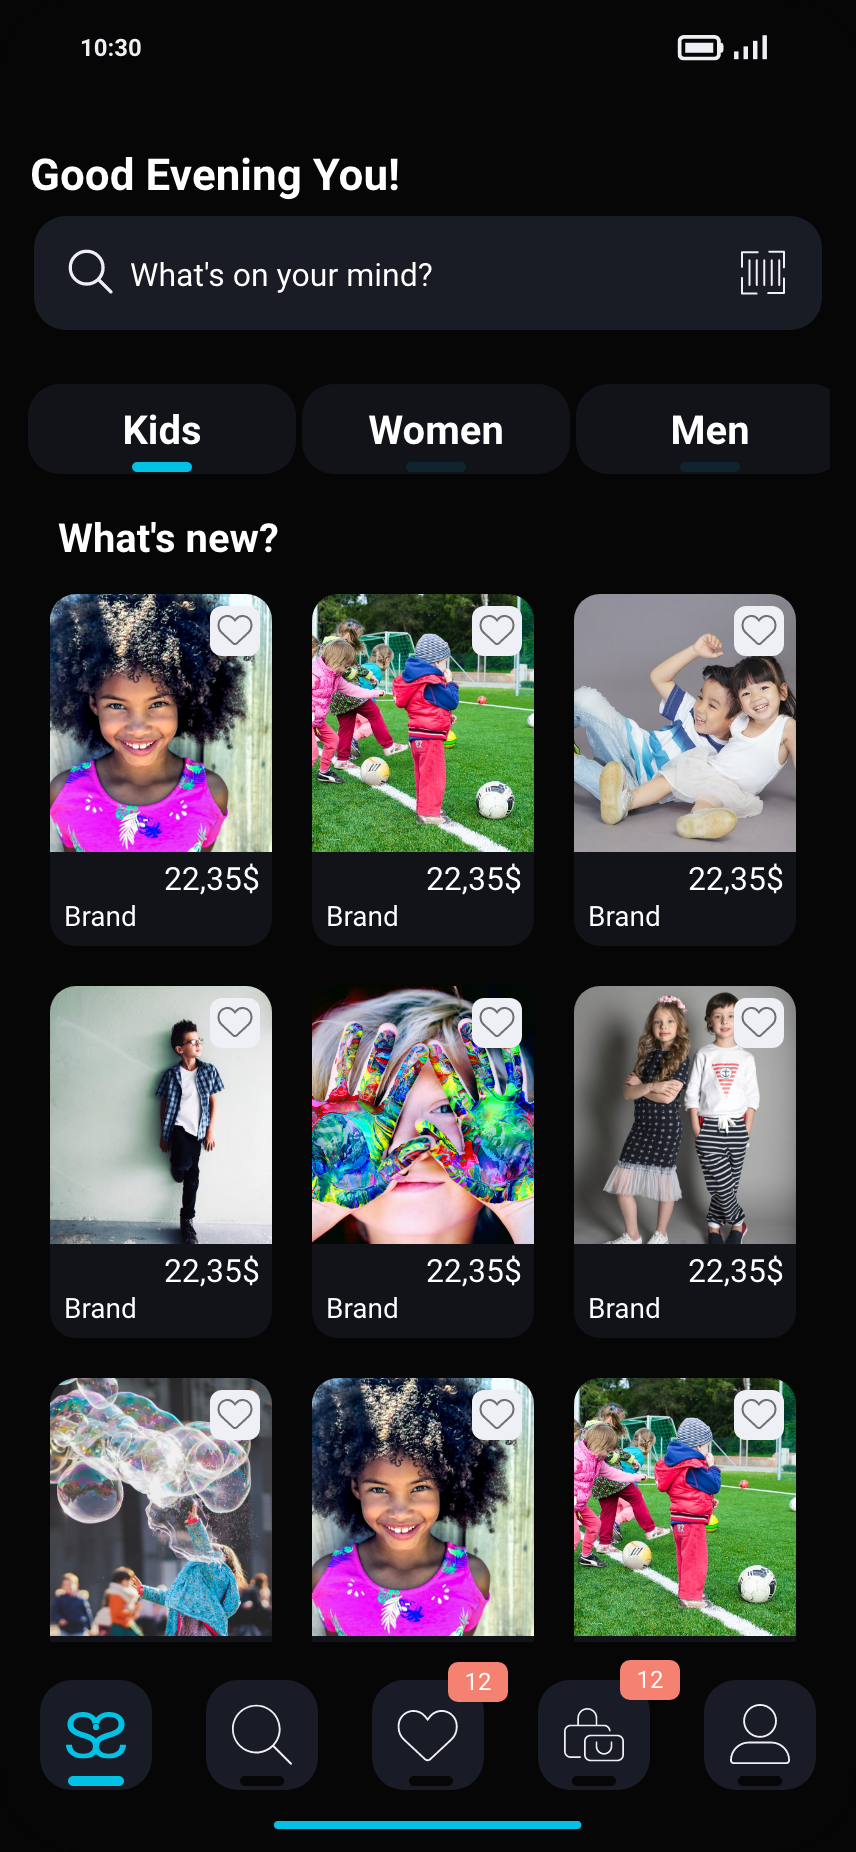 10:30
Good Evening You!
What's on your mind?
Kids Women Men
What's new?
22,35$ 22,35$ 22,35$
Brand Brand Brand
22,35$ 22,35$ 22,35$
Brand Brand Brand
12 12